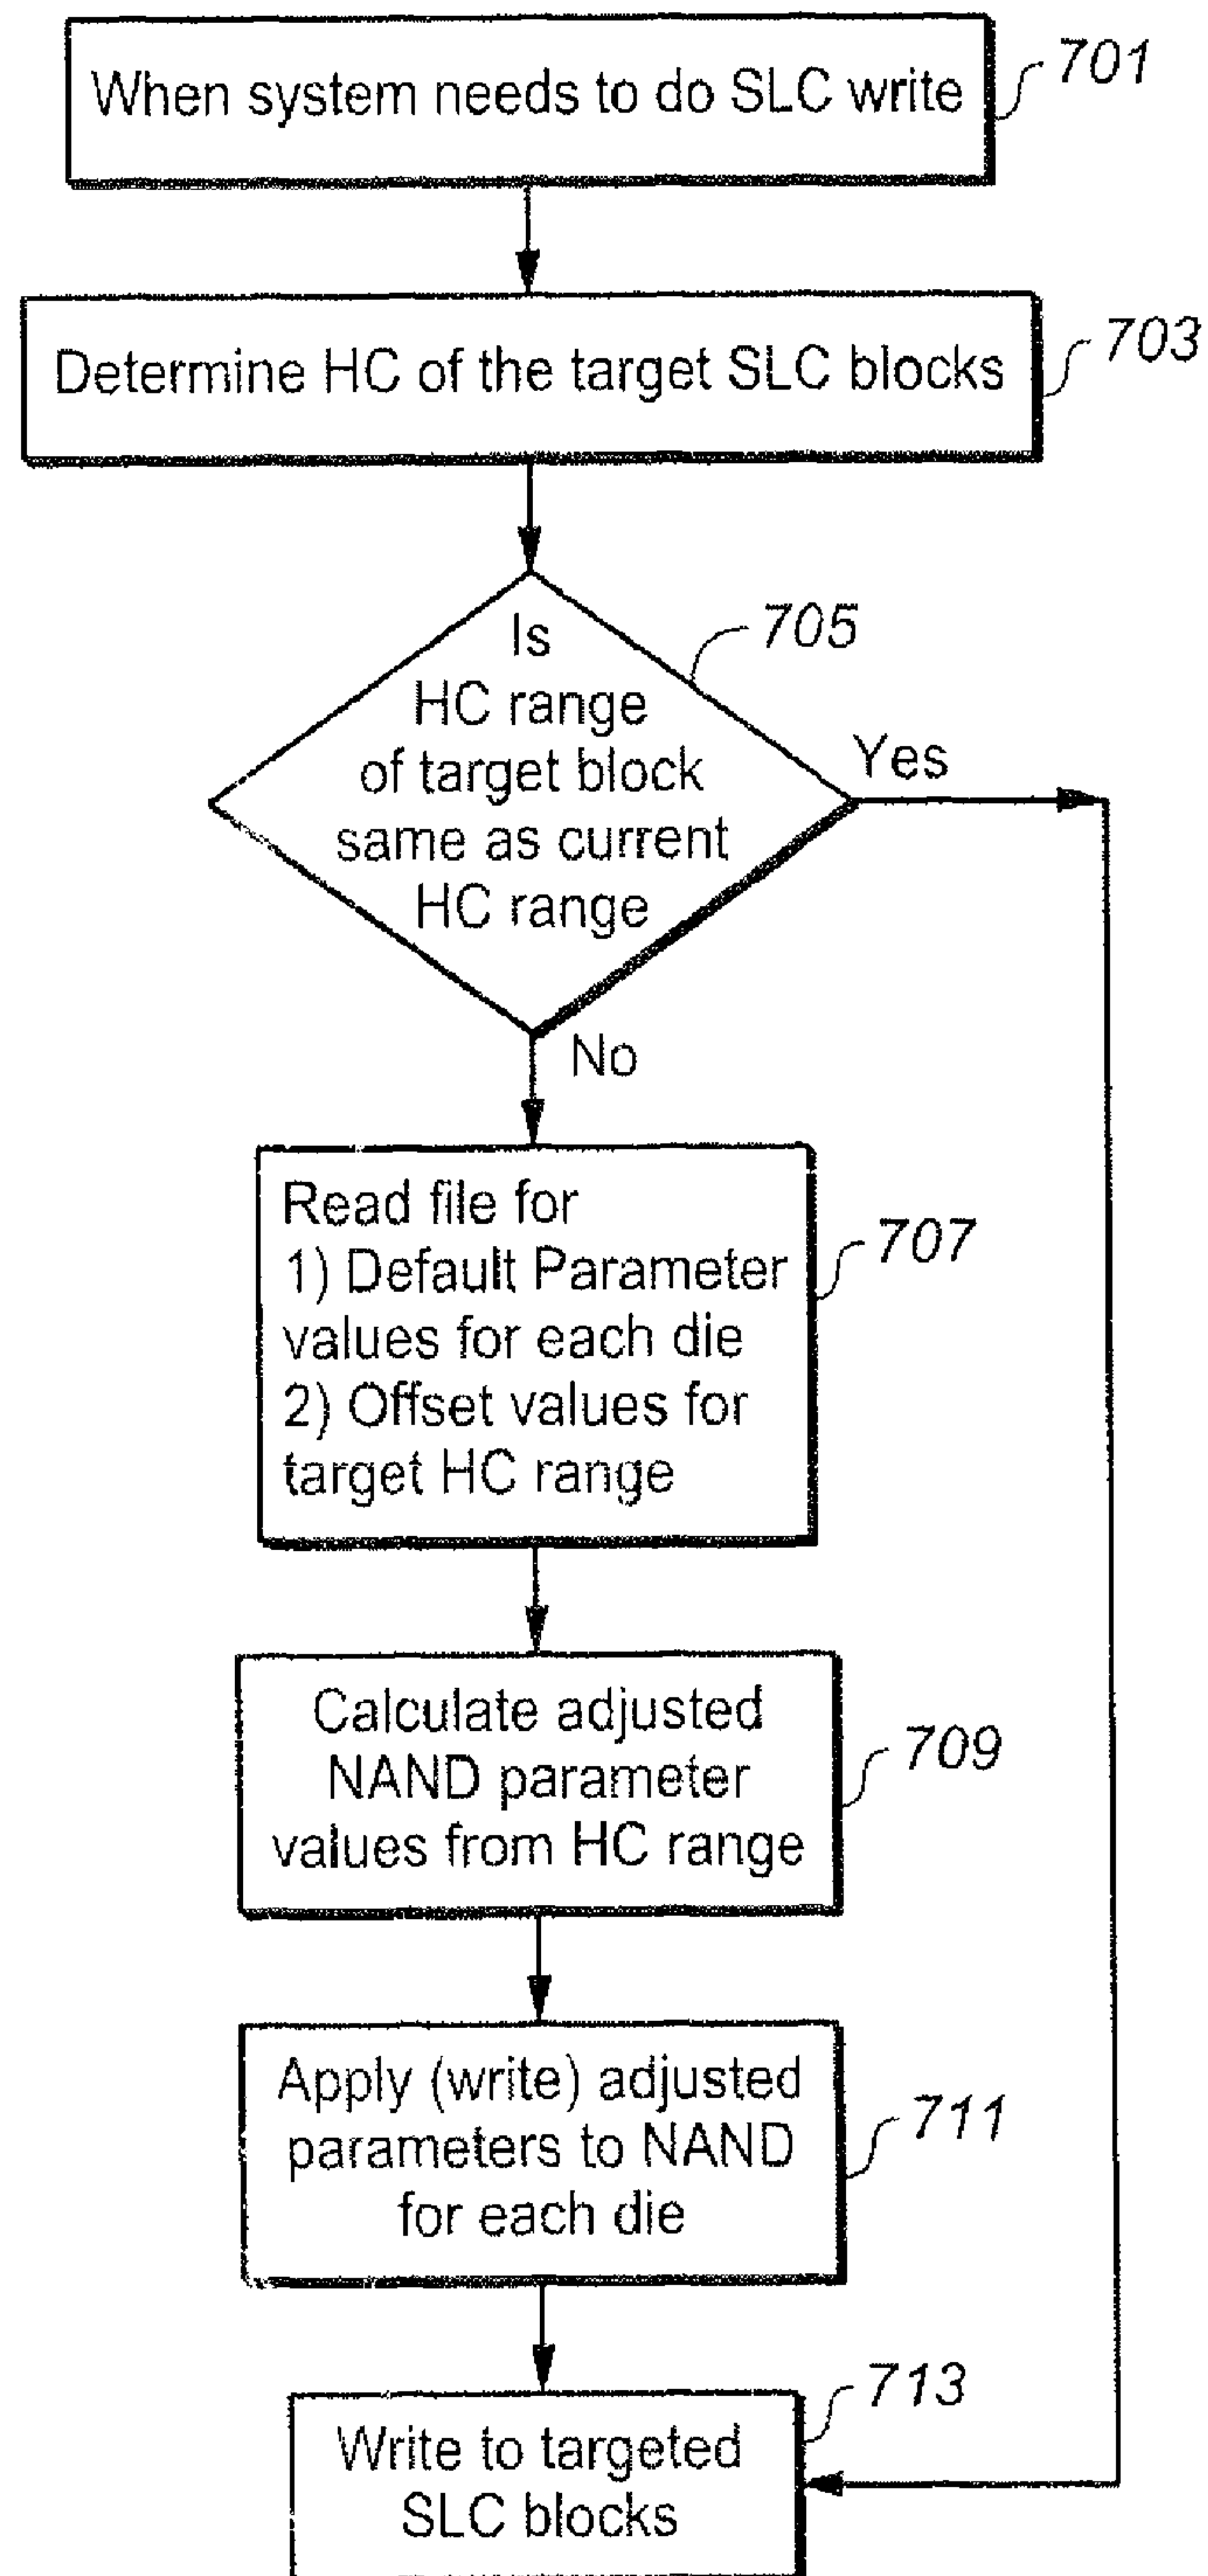 When system needs to do SLC write
701
Determine HC of the target SLC blocks
703
Is
HC range
of target block
same as current
HC range
705
Yes
No
Read file for
1) Default Parameter
values for each die
2) Offset values for
target HC range
707
Calculate adjusted
NAND parameter
values from HC range
709
Apply (write) adjusted
parameters to NAND
for each die
711
Write to targeted
SLC blocks
713